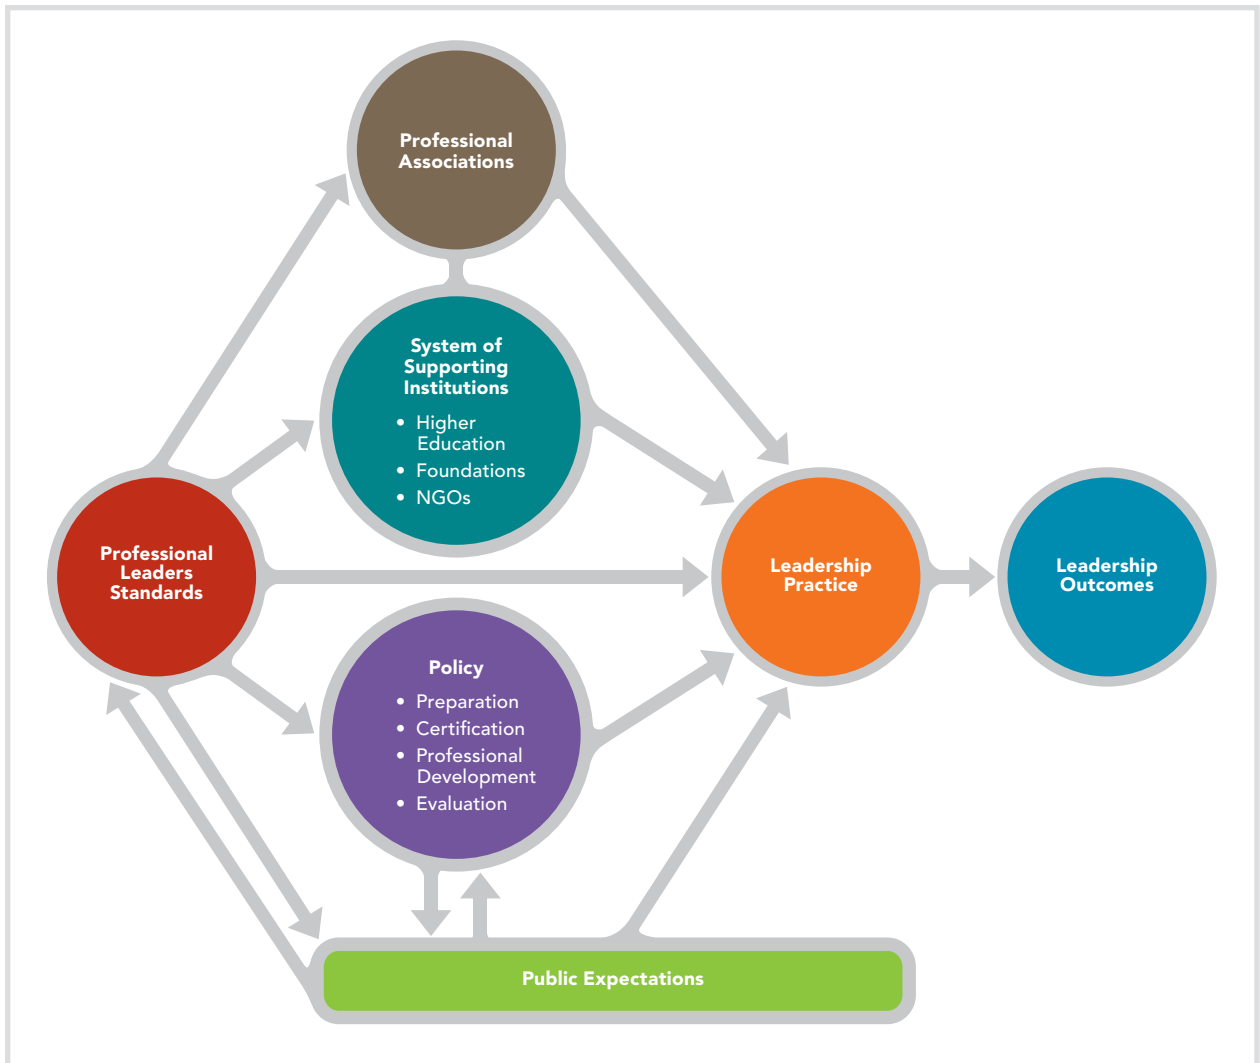 Professional
Associations
System of
Supporting
Institutions
• Higher
Education
• Foundations
• NGOs
Professional
Leaders
Standards
Leadership
Practice
Leadership
Outcomes
Policy
• Preparation
• Certification
• Professional
Development
• Evaluation
Public Expectations